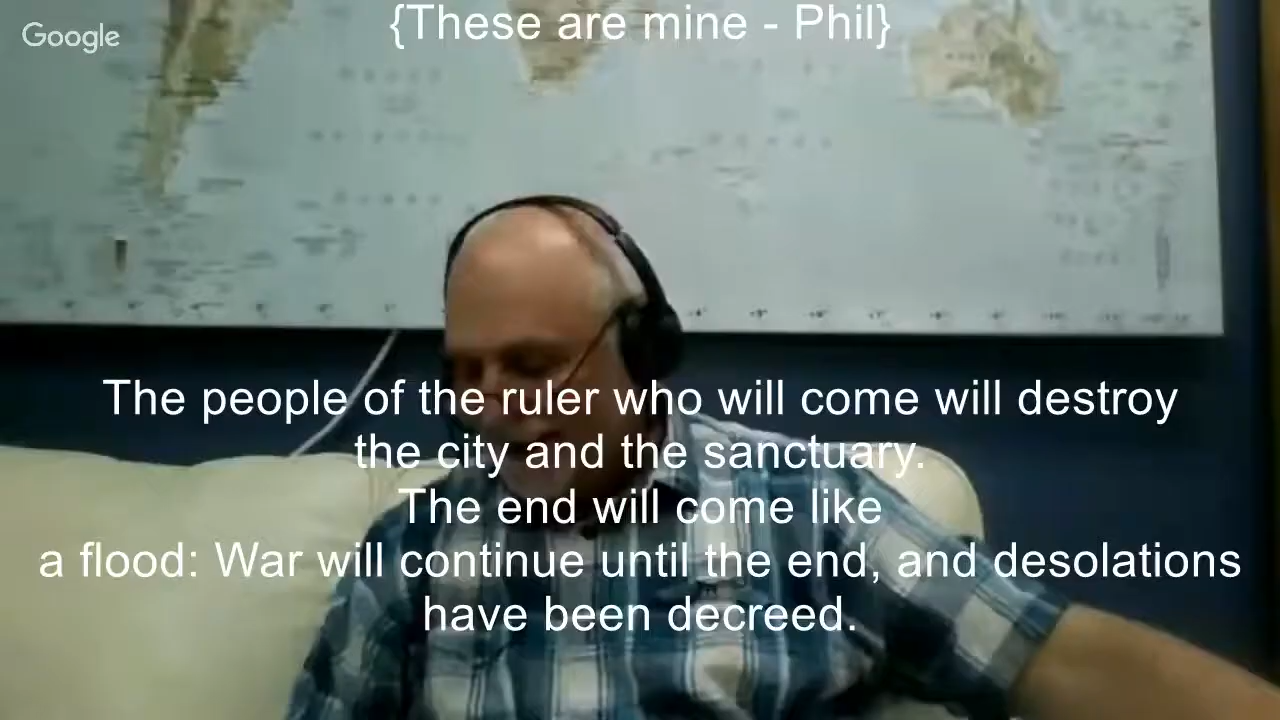 Google
{These are mine - Phil}
The people of the ruler who will come will destroy
the city and the sanctuary.
The end will come like
a flood: War will continue until the end, and desolations
have been decreed.